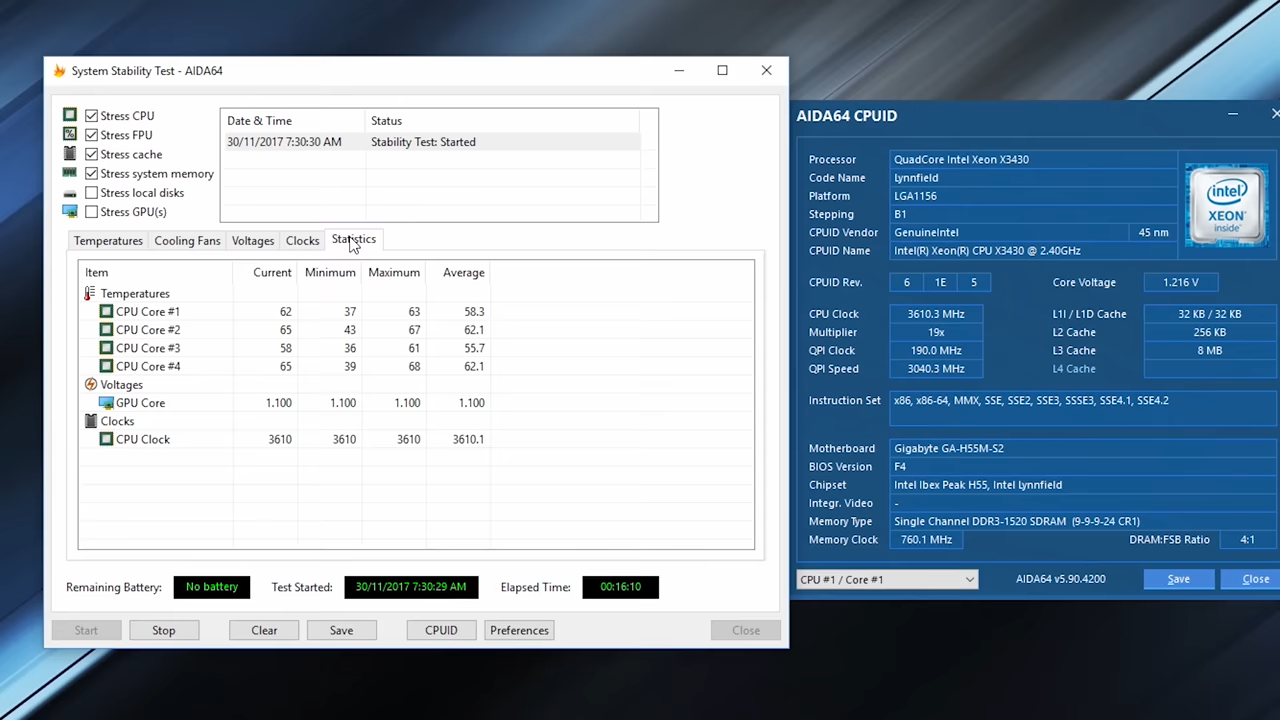 System Stability Test - AIDA64
Stress CPU
Stress FPU
Stress cache
Stress system memory
Stress local disks
Stress GPU(s)
Date & Time Status
30/11/2017 7:30:30 AM Stability Test: Started
Temperatures Cooling Fans Voltages Clocks Statistics
Item Current Minimum Maximum Average
Temperatures
CPU Core #1 62 37 63 58.3
CPU Core #2 65 43 67 62.1
CPU Core #3 58 36 61 55.7
CPU Core #4 65 39 68 62.1
Voltages
GPU Core 1.100 1.100 1.100 1.100
Clocks
CPU Clock 3610 3610 3610 3610.1
Remaining Battery: No battery Test Started: 30/11/2017 7:30:29 AM Elapsed Time: 00:16:10
Start Stop Clear Save CPUID Preferences Close
AIDA64 CPUID
Processor QuadCore Intel Xeon X3430
Code Name Lynnfield
Platform LGA1156
Stepping B1
CPUID Vendor GenuineIntel 45 nm
CPUID Name Intel(R) Xeon(R) CPU X3430 @ 2.40GHz
intel
XEON
inside™
CPUID Rev. 6 1E 5 Core Voltage 1.216 V
CPU Clock 3610.3 MHz L1I / L1D Cache 32 KB / 32 KB
Multiplier 19x L2 Cache 256 KB
QPI Clock 190.0 MHz L3 Cache 8 MB
QPI Speed 3040.3 MHz L4 Cache
Instruction Set x86, x86-64, MMX, SSE, SSE2, SSE3, SSSE3, SSE4.1, SSE4.2
Motherboard Gigabyte GA-H55M-S2
BIOS Version F4
Chipset Intel Ibex Peak H55, Intel Lynnfield
Integr. Video -
Memory Type Single Channel DDR3-1520 SDRAM (9-9-9-24 CR1)
Memory Clock 760.1 MHz DRAM:FSB Ratio 4:1
CPU #1 / Core #1 AIDA64 v5.90.4200 Save Close